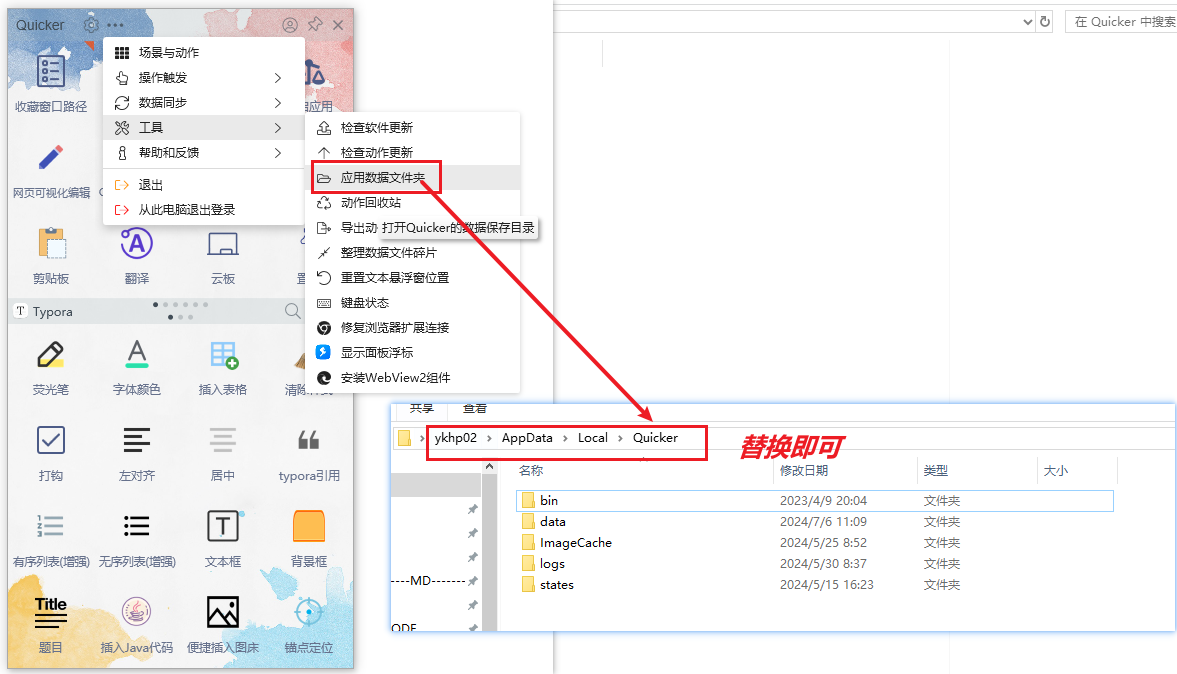 Quicker
收藏窗口路径
网页可视化编辑
剪贴板
翻译
云板
场景与动作
操作触发
数据同步
工具
帮助和反馈
退出
从此电脑退出登录
检查软件更新
检查动作更新
应用数据文件夹
动作回收站
导出动
打开Quicker的数据保存目录
整理数据文件碎片
重置文本悬浮窗位置
键盘状态
修复浏览器扩展连接
显示面板浮标
安装WebView2组件
T Typora
荧光笔
字体颜色
插入表格
打钩
左对齐
居中
typora引用
有序列表(增强)
无序列表(增强)
文本框
背景框
Title
题目
插入Java代码
便捷插入图床
锚点定位
在 Quicker 中搜索
共享 查看
ykhp02 > AppData > Local > Quicker
替换即可
名称 修改日期 类型 大小
bin 2023/4/9 20:04 文件夹
data 2024/7/6 11:09 文件夹
ImageCache 2024/5/25 8:52 文件夹
logs 2024/5/30 8:37 文件夹
states 2024/5/15 16:23 文件夹
----MD-------